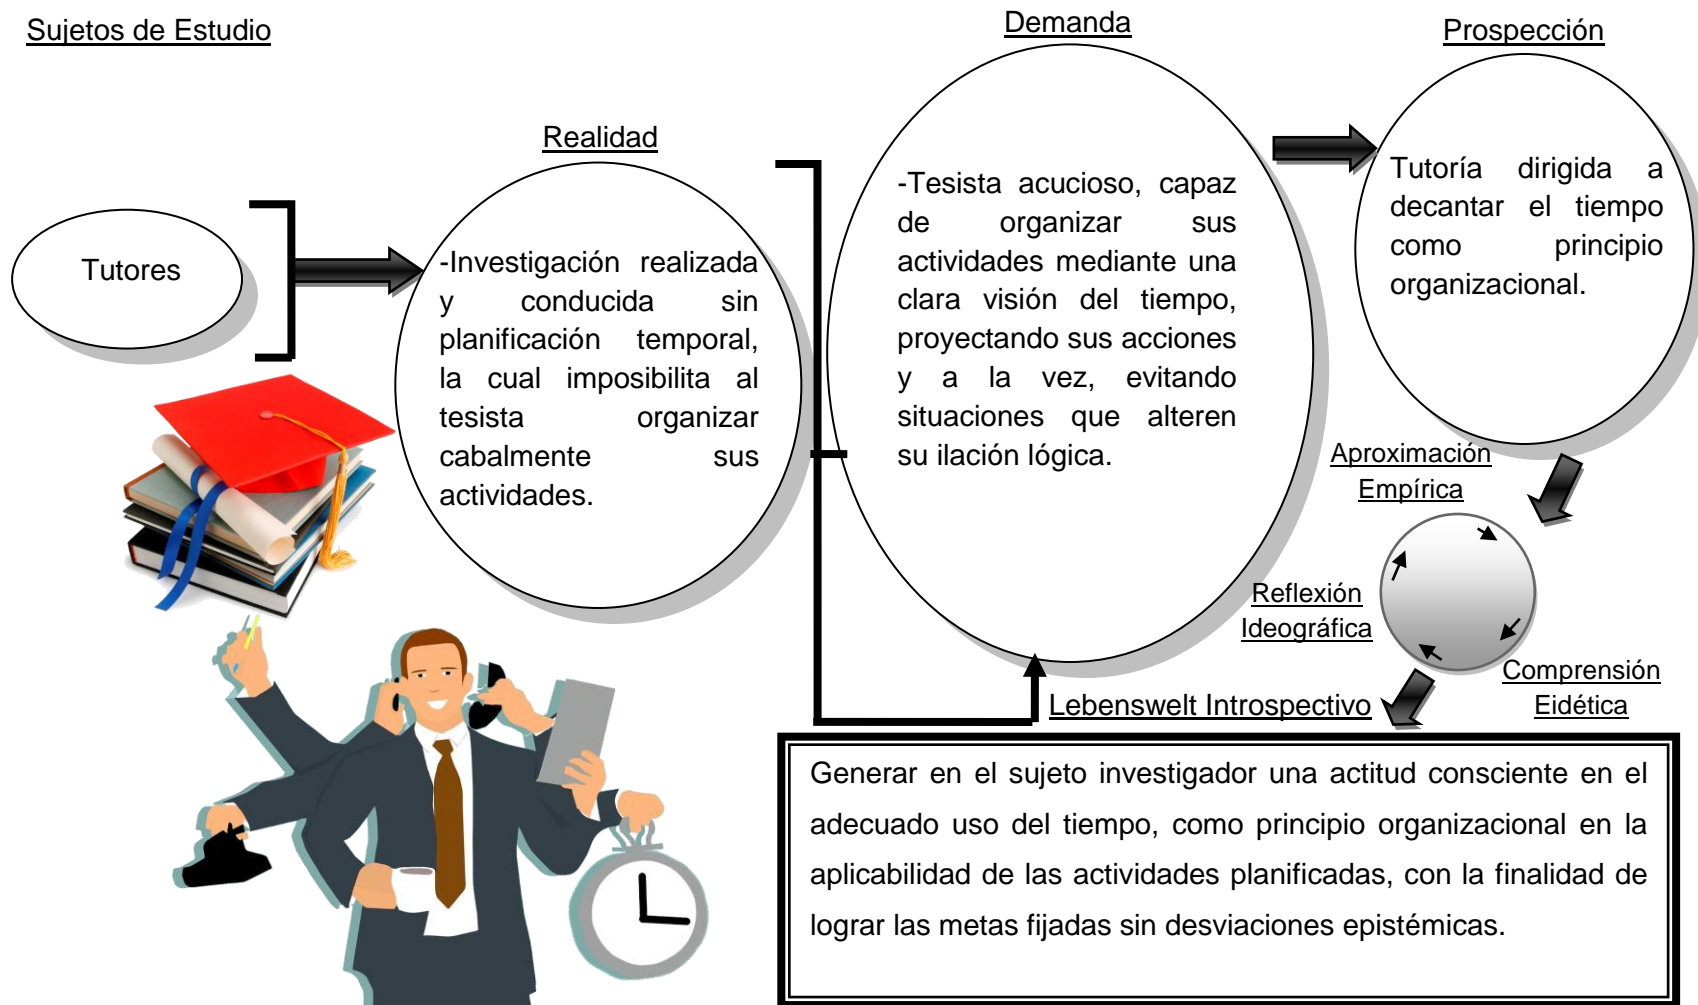 Sujetos de Estudio
Tutores
Realidad
-Investigación realizada
y conducida sin
planificación temporal,
la cual imposibilita al
tesista organizar
cabalmente sus
actividades.
Demanda
-Tesista acucioso, capaz
de organizar sus
actividades mediante una
clara visión del tiempo,
proyectando sus acciones
y a la vez, evitando
situaciones que alteren
su ilación lógica.
Prospección
Tutoría dirigida a
decantar el tiempo
como principio
organizacional.
Aproximación
Empírica
Reflexión
Ideográfica
Comprensión
Eidética
Lebenswelt Introspectivo
Generar en el sujeto investigador una actitud consciente en el
adecuado uso del tiempo, como principio organizacional en la
aplicabilidad de las actividades planificadas, con la finalidad de
lograr las metas fijadas sin desviaciones epistémicas.